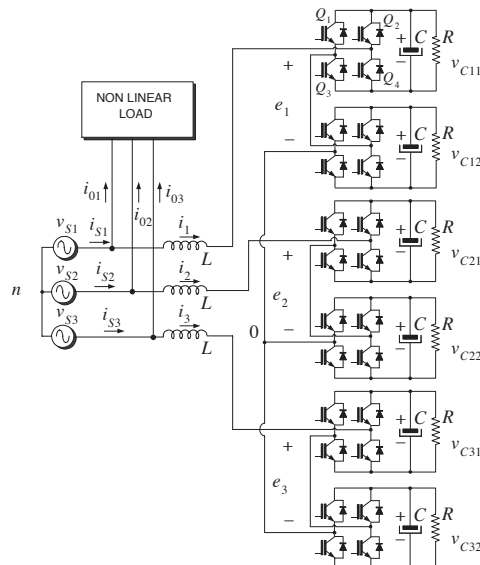 Q1
Q2
Q3
Q4
+
e1
−
+
−
C
R
vC11
+
−
C
R
vC12
NON LINEAR
LOAD
i01
i02
i03
vS1
iS1
i1
L
vS2
iS2
i2
L
n
vS3
iS3
i3
L
+
e2
−
0
+
−
C
R
vC21
+
−
C
R
vC22
+
e3
−
+
−
C
R
vC31
+
−
C
R
vC32